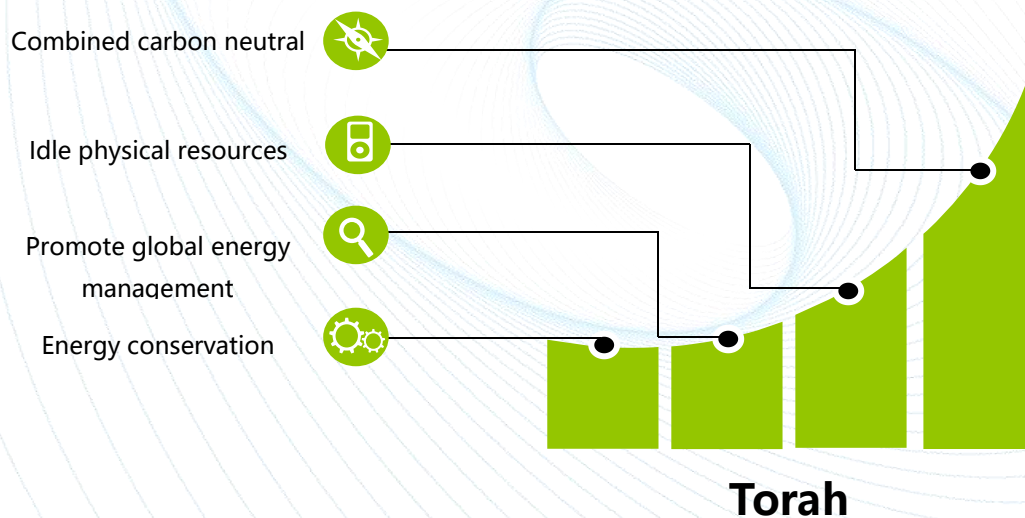 Combined carbon neutral
Idle physical resources
Promote global energy
management
Energy conservation
Torah